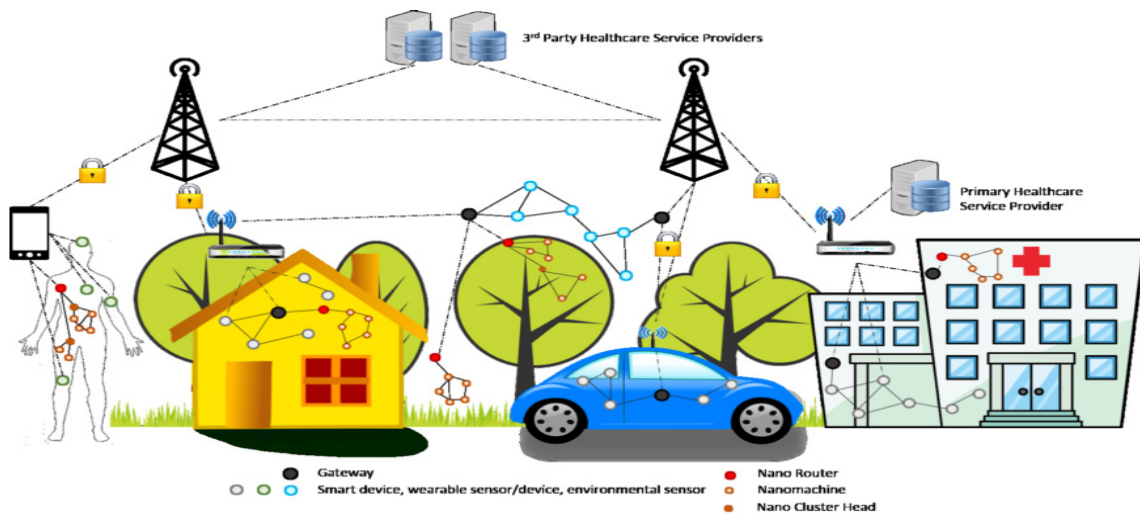 3rd Party Healthcare Service Providers
Primary Healthcare
Service Provider
Gateway
Smart device, wearable sensor/device, environmental sensor
Nano Router
Nanomachine
Nano Cluster Head